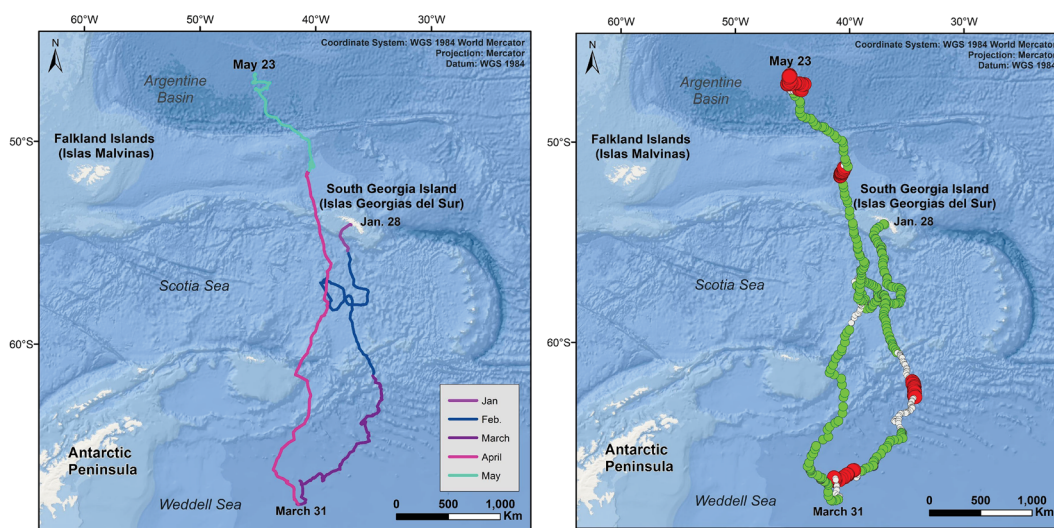 60°W
40°W
30°W
N
Coordinate System: WGS 1984 World Mercator
Projection: Mercator
Datum: WGS 1984
May 23
Argentine
Basin
50°S
Falkland Islands
(Islas Malvinas)
South Georgia Island
(Islas Georgias del Sur)
Jan. 28
Scotia Sea
60°S
Jan
Feb.
March
April
May
Antarctic
Peninsula
Weddell Sea
March 31
0 500 1,000
Km
60°W
40°W
30°W
N
Coordinate System: WGS 1984 World Mercator
Projection: Mercator
Datum: WGS 1984
May 23
Argentine
Basin
50°S
Falkland Islands
(Islas Malvinas)
South Georgia Island
(Islas Georgias del Sur)
Jan. 28
Scotia Sea
60°S
Antarctic
Peninsula
Weddell Sea
March 31
0 500 1,000
Km